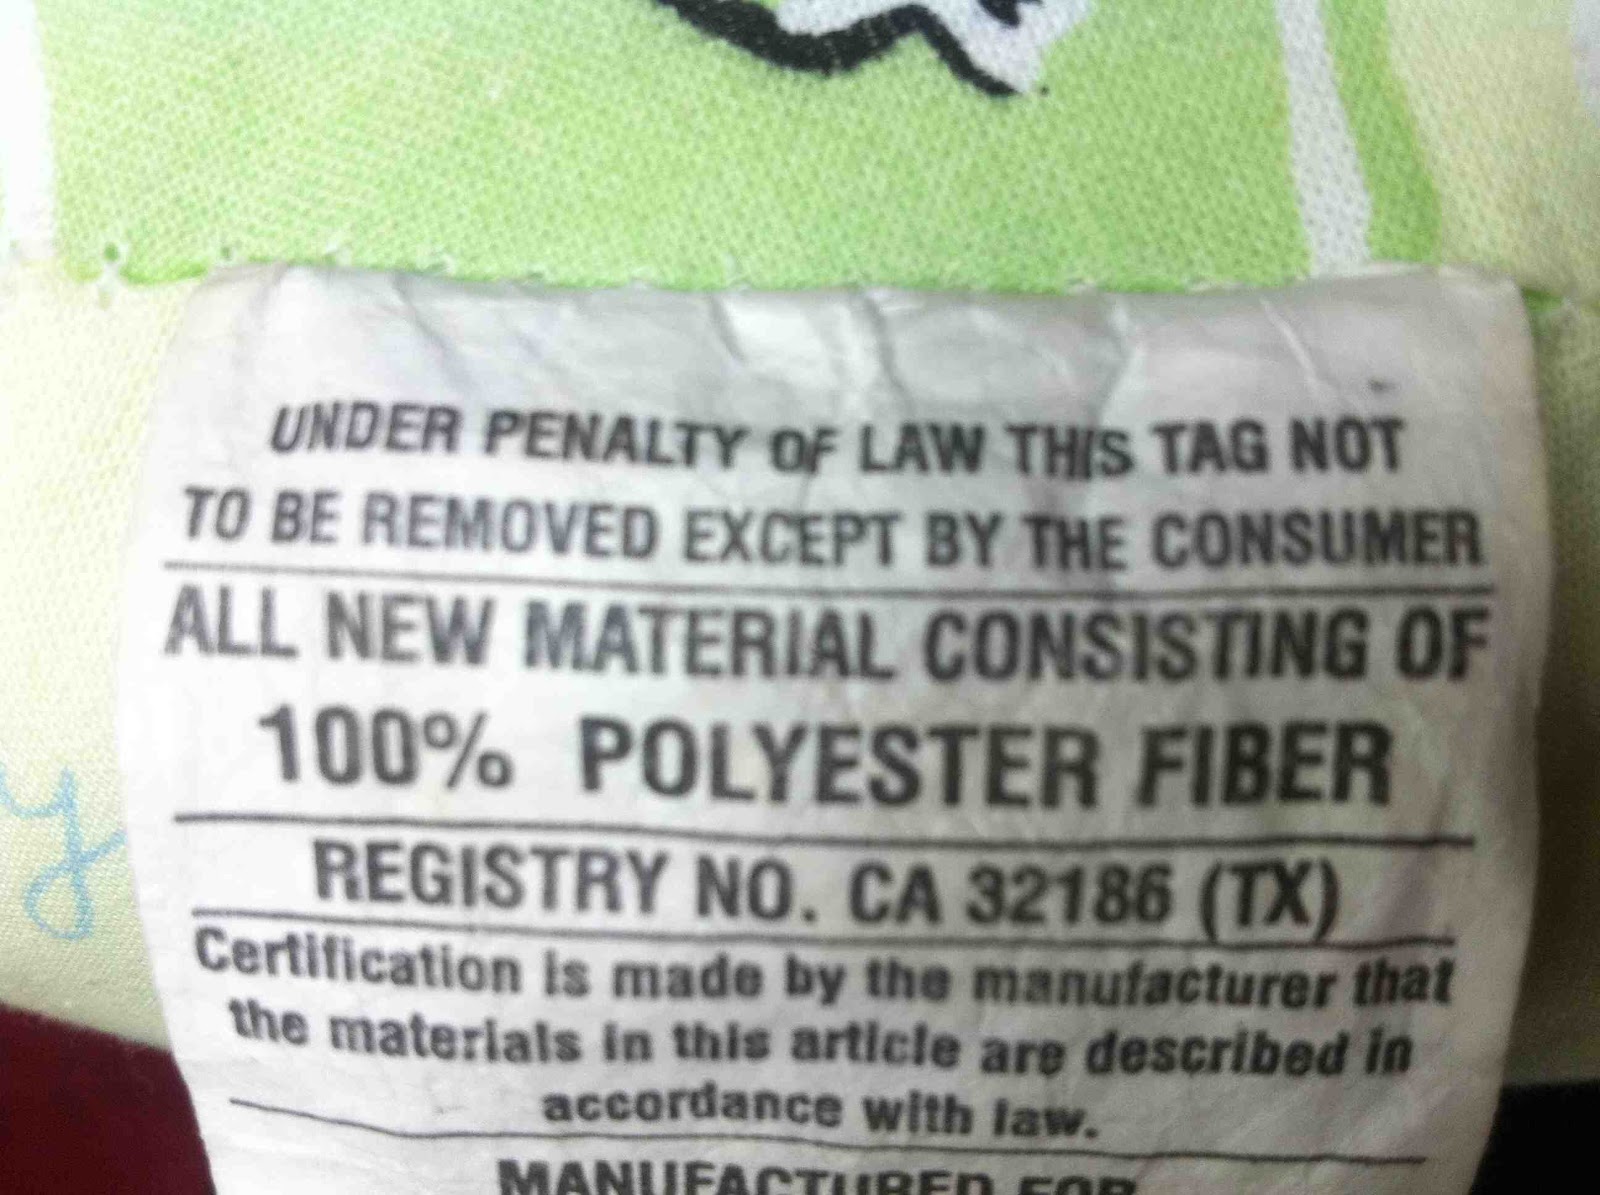 UNDER PENALTY OF LAW THIS TAG NOT
TO BE REMOVED EXCEPT BY THE CONSUMER
ALL NEW MATERIAL CONSISTING OF
100% POLYESTER FIBER
REGISTRY NO. CA 32186 (TX)
Certification is made by the manufacturer that
the materials in this article are described in
accordance with law.
MANUFACTURED FOR
y